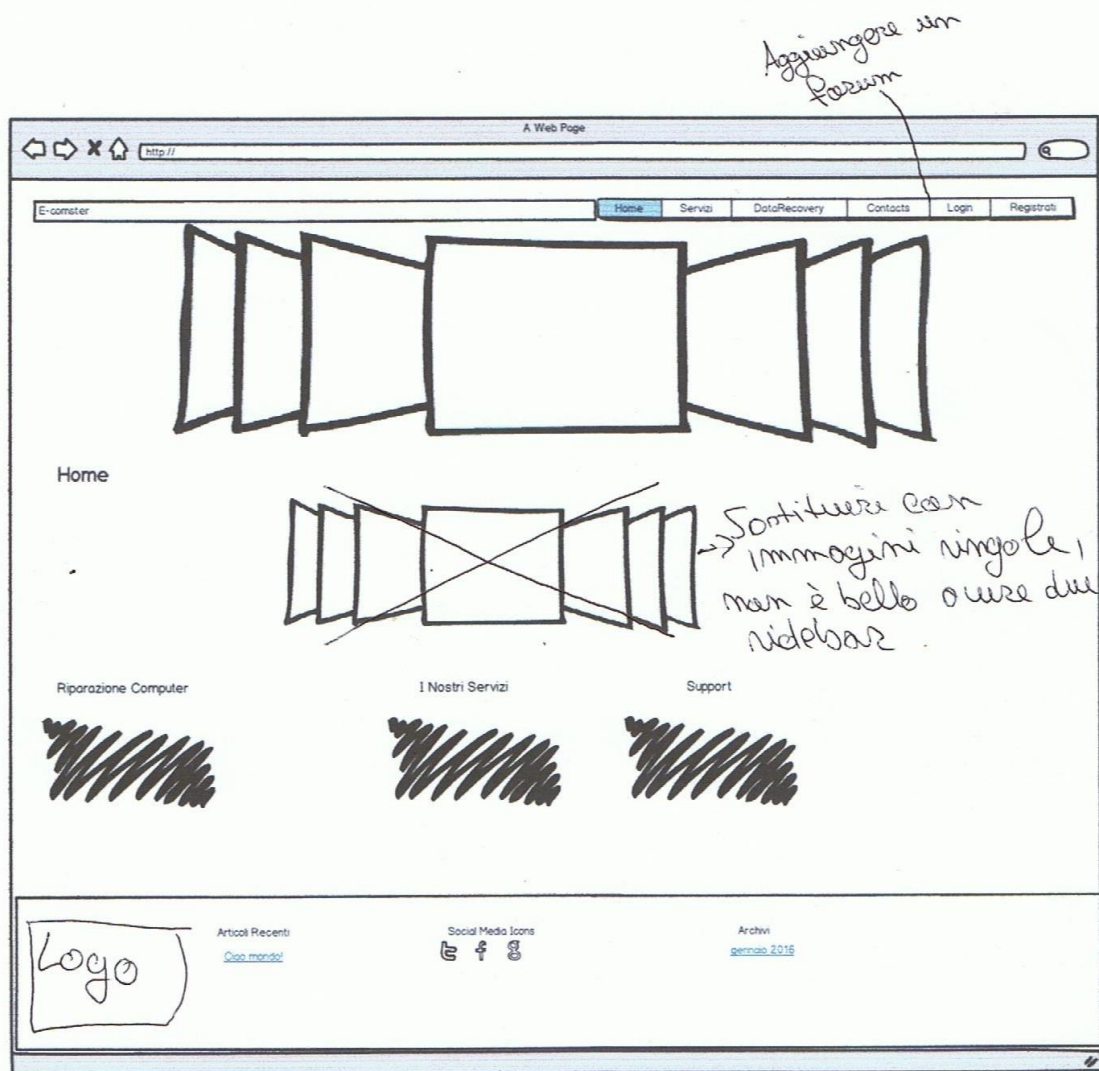 Aggiungere un
forum
A Web Page
http://
E-comster
Home Servizi DataRecovery Contacts Login Registrati
Home
Sostituire con
immagini singole,
non è bello avere due
sidebar.
Riparazione Computer I Nostri Servizi Support
Logo
Articoli Recenti Social Media Icons Archivi
Ciao mondo! t f g gennaio 2016